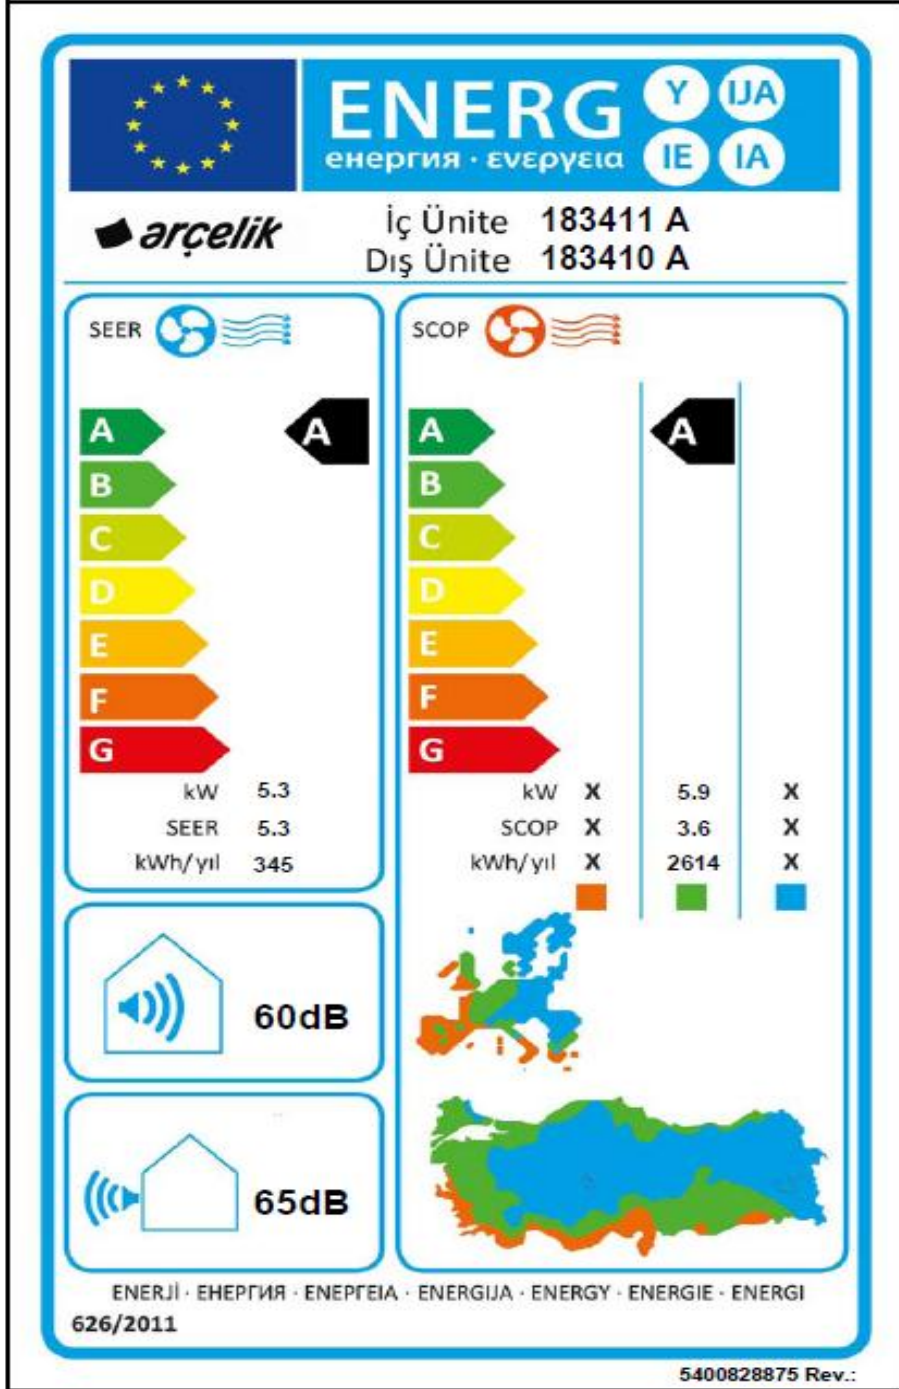 ENERG Y IJA
енергия · ενεργεια IE IA
arçelik
İç Ünite 183411 A
Dış Ünite 183410 A
SEER
A A
B
C
D
E
F
G
kW 5.3
SEER 5.3
kWh/yıl 345
SCOP
A A
B
C
D
E
F
G
kW X 5.9 X
SCOP X 3.6 X
kWh/yıl X 2614 X
60dB
65dB
ENERJİ · ЕНЕРГИЯ · ΕΝΕΡΓΕΙΑ · ENERGIJA · ENERGY · ENERGIE · ENERGI
626/2011
5400828875 Rev.: